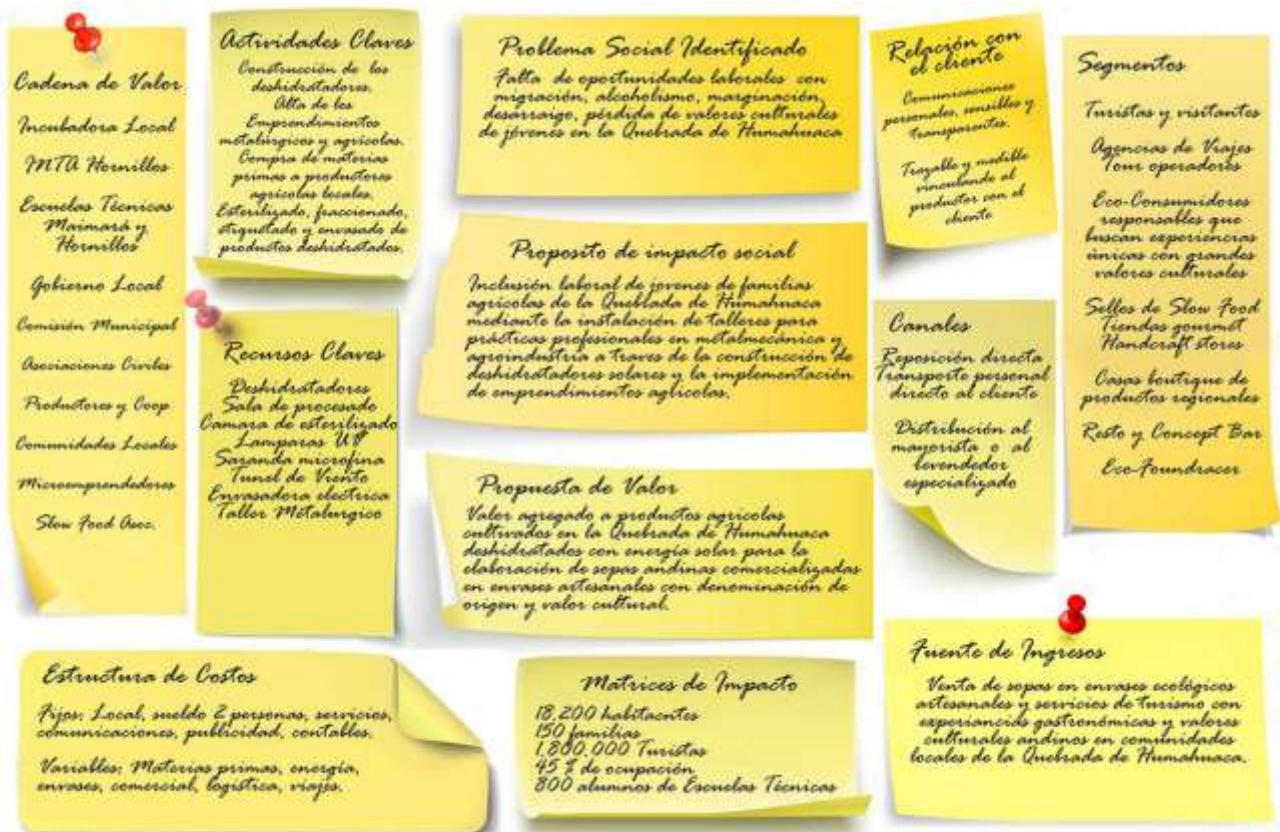 Cadena de Valor
Incubadora Local
INTA Hornillos
Escuelas Técnicas
Maimará y
Hornillos
Gobierno Local
Comisión Municipal
Asociaciones Civiles
Productores y Coop
Comunidades Locales
Microemprendedores
Slow Food Asoc.
Actividades Claves
Construcción de los
deshidratadores.
Alta de los
Emprendimientos
metalúrgicos y agrícolas.
Compra de materias
primas a productores
agrícolas locales.
Esterilizado, fraccionado,
etiquetado y envasado de
productos deshidratados.
Recursos Claves
Deshidratadores
Sala de procesado
Camara de esterilizado
Lamparas UV
Saranda microfina
Tunel de Viento
Envasadora electrica
Taller Métalurgico
Problema Social Identificado
Falta de oportunidades laborales con
migración, alcoholismo, marginación,
desarraigo, pérdida de valores culturales
de jóvenes en la Quebrada de Humahuaca
Proposito de impacto social
Inclusión laboral de jovenes de familias
agricolas de la Queblada de Humahuaca
mediante la instalación de talleres para
prácticas profesionales en metalmecánica y
agroindustria a traves de la construcción de
deshidratadores solares y la implementación
de emprendimientos aglicolas.
Propuesta de Valor
Valor agregado a productos agricolas
cultivados en la Quebrada de Humahuaca
deshidratados con energía solar para la
elaboración de sopas andinas comercializadas
en envases artesanales con denominación de
origen y valor cultural.
Relación con
el cliente
Comunicaciones
personales, sensibles y
transparentes.
Trazable y medible
vinculando al
productor con el
cliente
Canales
Reposición directa
Transporte personal
directo al cliente
Distribución al
mayorista o al
levendedor
especializado
Segmentos
Turistas y visitantes
Agencias de Viajes
Tour operadores
Eco-Consumidores
responsables que
buscan experiencias
únicas con grandes
valores culturales
Selles de Slow Food
Tiendas gourmet
Handcraft stores
Casas boutique de
productos regionales
Resto y Concept Bar
Eco-Foundracer
Estructura de Costos
Fijos: Local, sueldo 2 personas, servicios,
comunicaciones, publicidad, contables.
Variables: Materias primas, energía,
envases, comercial, logística, viajes.
Matrices de Impacto
18.200 habitacntes
150 familias
1.800.000 Turistas
45 % de ocupación
800 alumnos de Escuelas Técnicas
Fuente de Ingresos
Venta de sopas en envases ecológicos
artesanales y servicios de turismo con
experiancias gastronómicas y valores
culturales andinos en comunidades
locales de la Quebrada de Humahuaca.